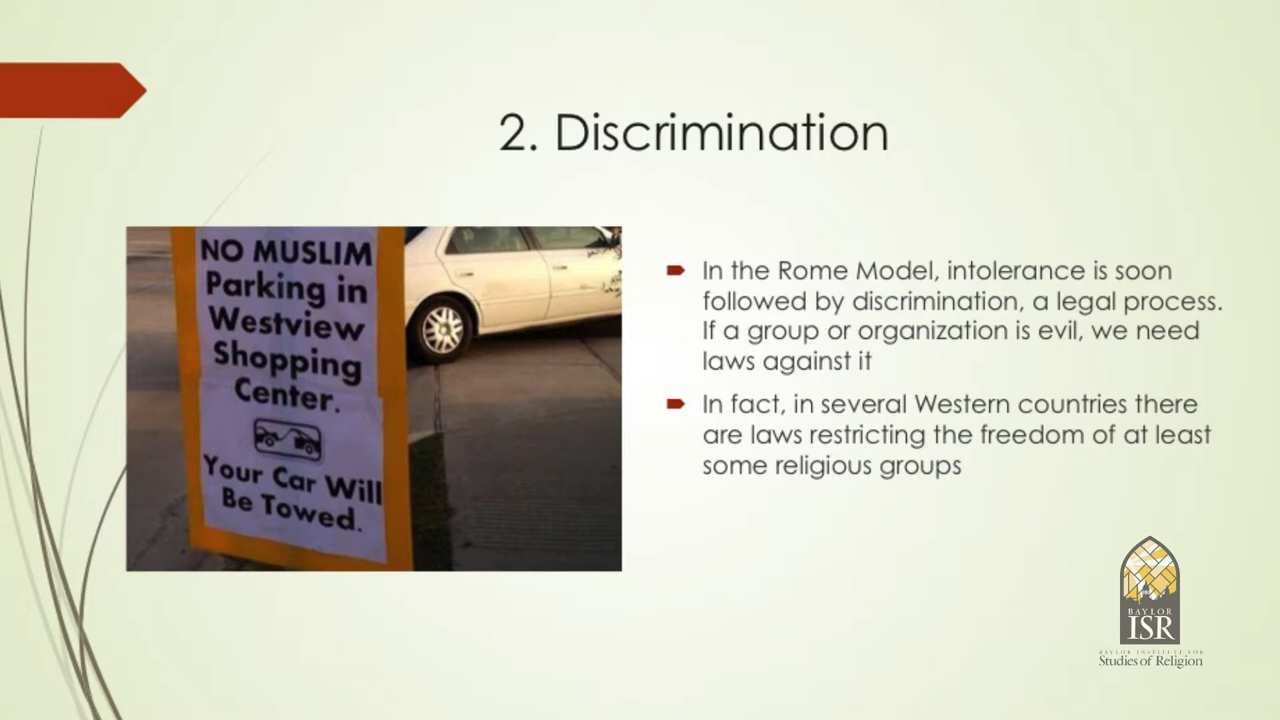 2. Discrimination
NO MUSLIM
Parking in
Westview
Shopping
Center.
Your Car Will
Be Towed.
In the Rome Model, intolerance is soon
followed by discrimination, a legal process.
If a group or organization is evil, we need
laws against it
In fact, in several Western countries there
are laws restricting the freedom of at least
some religious groups
BAYLOR
ISR
BAYLOR INSTITUTE FOR
Studies of Religion